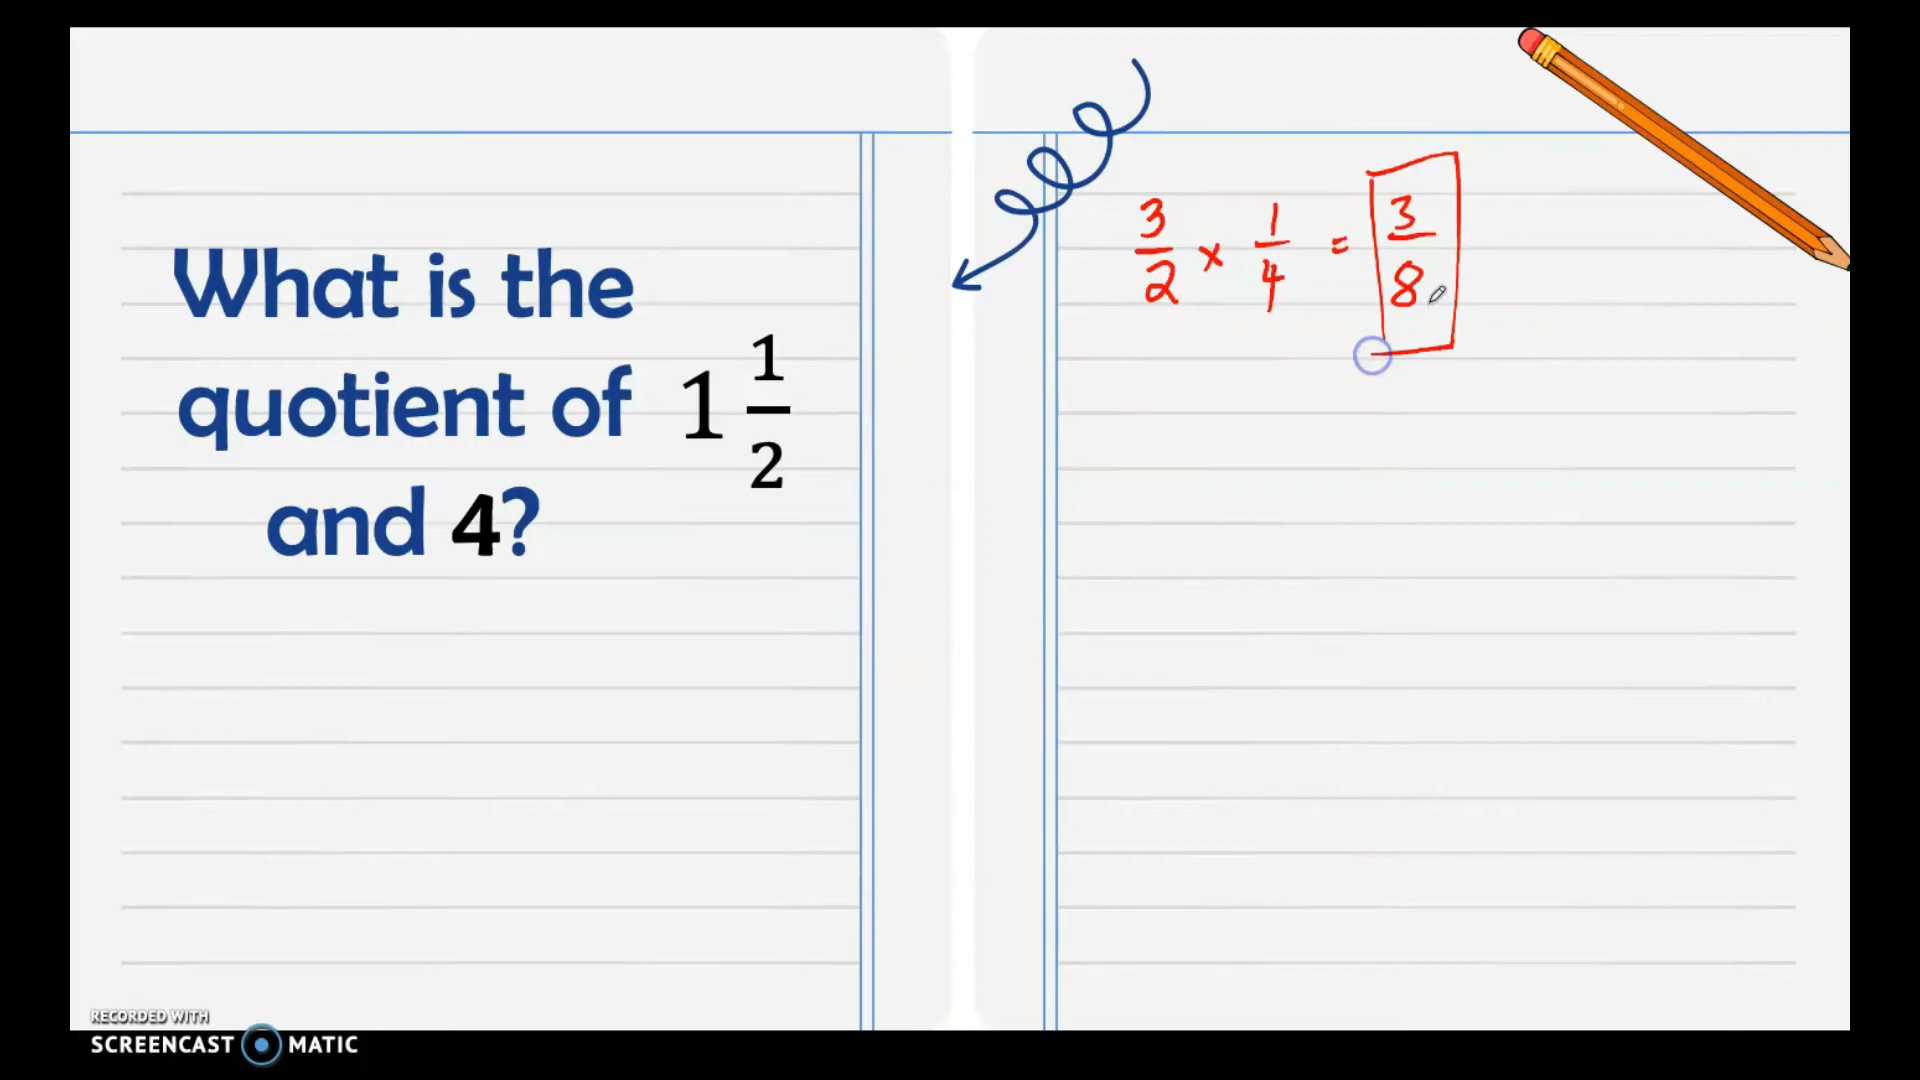 What is the
quotient of 1 1/2
and 4?
3/2 × 1/4 = 3/8
RECORDED WITH
SCREENCAST MATIC